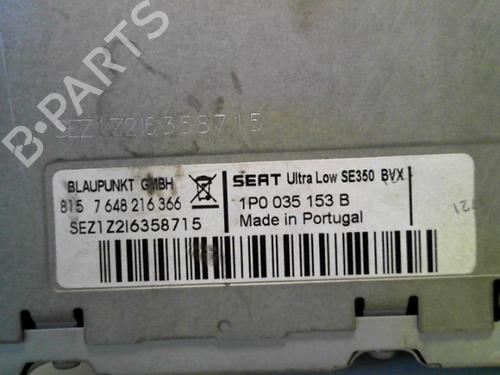 B-PARTS
SEZ1Z2I6358715
BLAUPUNKT GMBH
815 7 648 216 366
SEZ1Z2I6358715
SEAT Ultra Low SE350 BVX
1P0 035 153 B
Made in Portugal